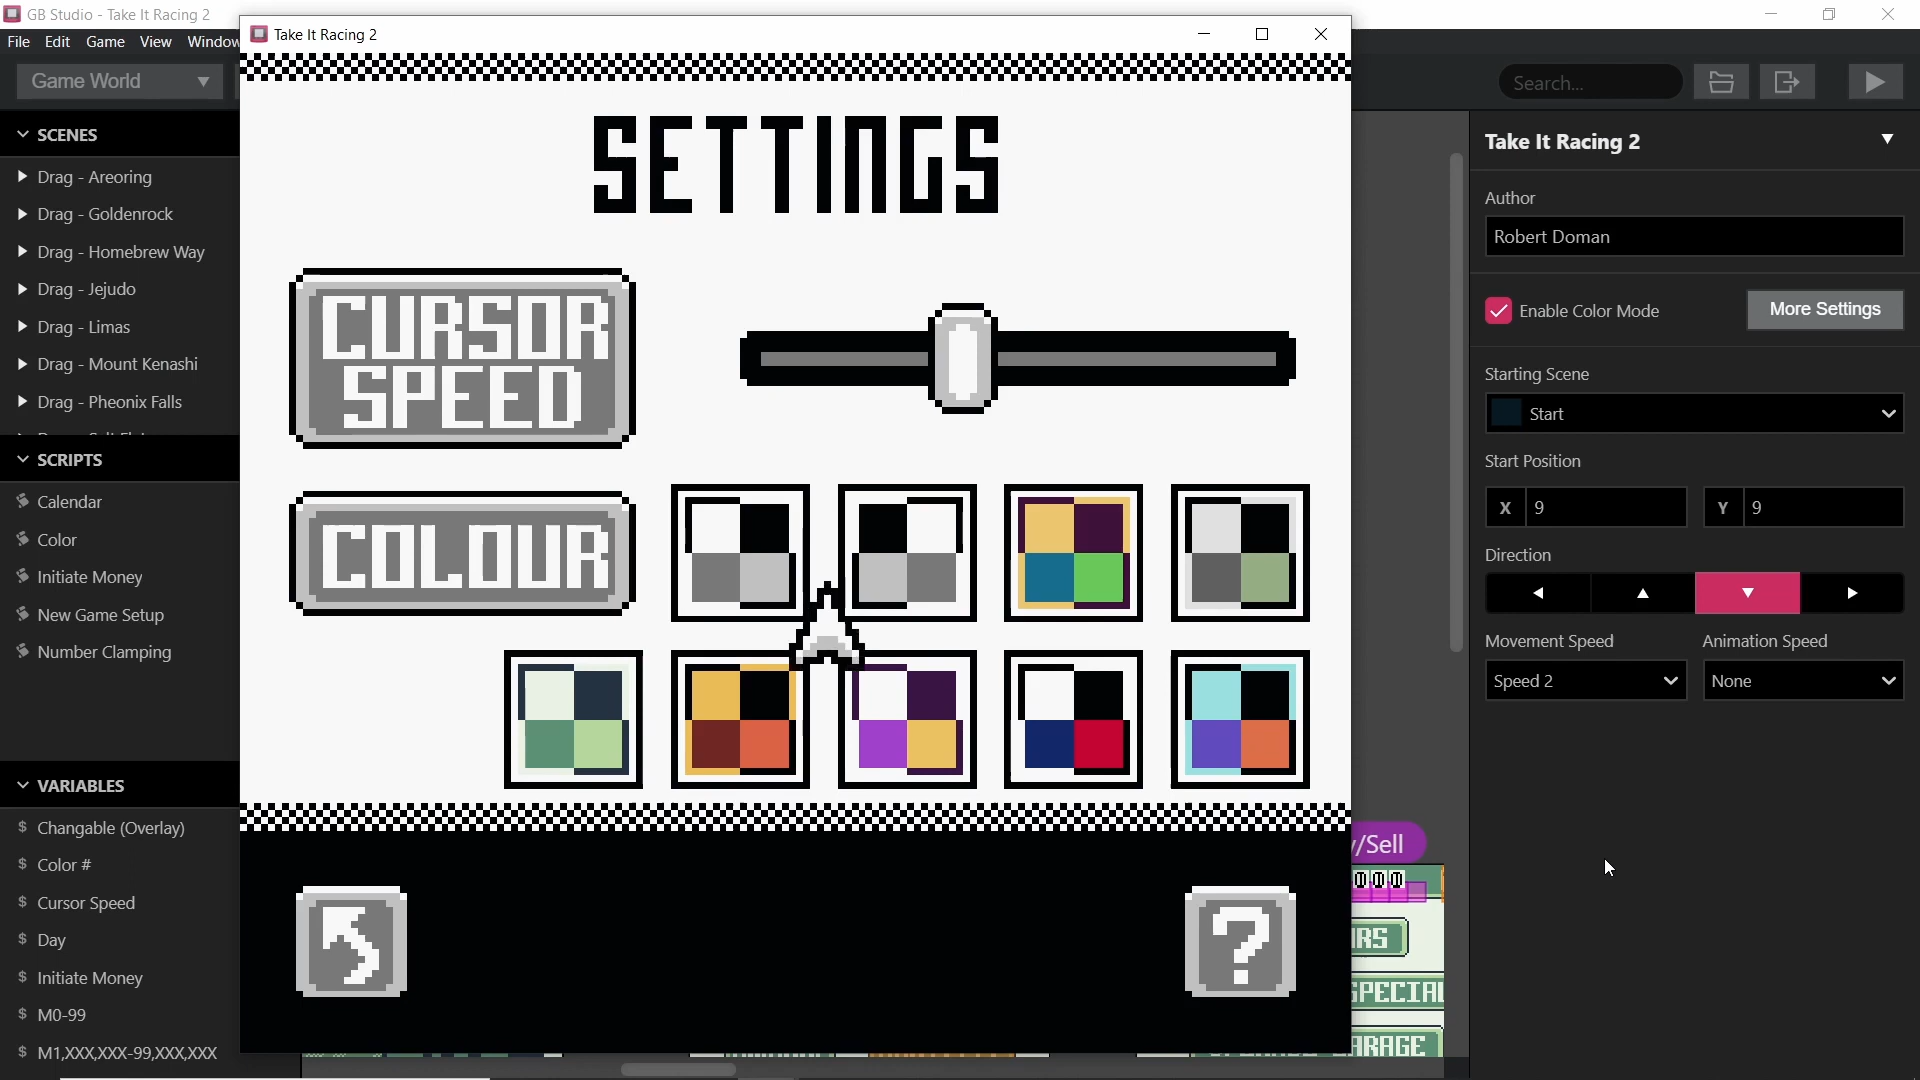 GB Studio - Take It Racing 2
File Edit Game View Window
Game World
Search...
SCENES
Drag - Areoring
Drag - Goldenrock
Drag - Homebrew Way
Drag - Jejudo
Drag - Limas
Drag - Mount Kenashi
Drag - Pheonix Falls
SCRIPTS
Calendar
Color
Initiate Money
New Game Setup
Number Clamping
VARIABLES
$ Changable (Overlay)
$ Color #
$ Cursor Speed
$ Day
$ Initiate Money
$ M0-99
$ M1,XXX,XXX-99,XXX,XXX
Take It Racing 2
SETTINGS
CURSOR
SPEED
COLOUR
?
y/Sell
000
RS
SPECIAL
GARAGE
Take It Racing 2
Author
Robert Doman
Enable Color Mode
More Settings
Starting Scene
Start
Start Position
X 9
Y 9
Direction
Movement Speed
Animation Speed
Speed 2
None